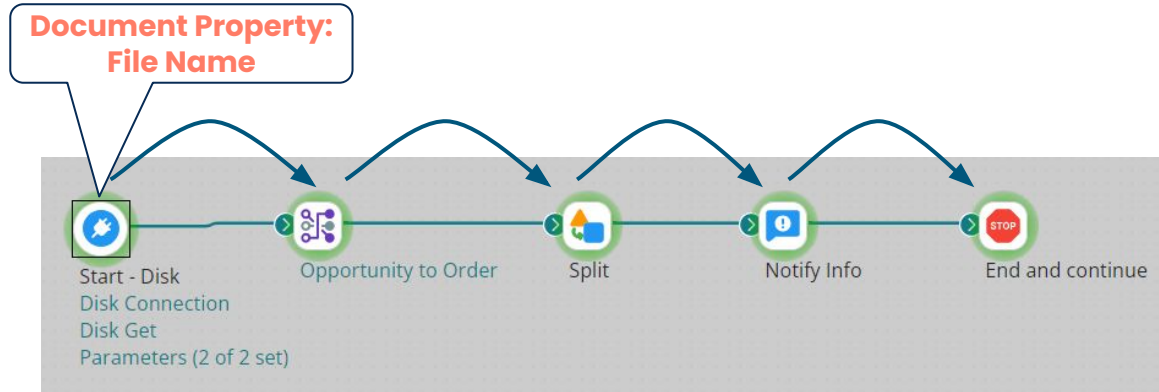 Document Property:
File Name
STOP
Start - Disk
Disk Connection
Disk Get
Parameters (2 of 2 set)
Opportunity to Order
Split
Notify Info
End and continue